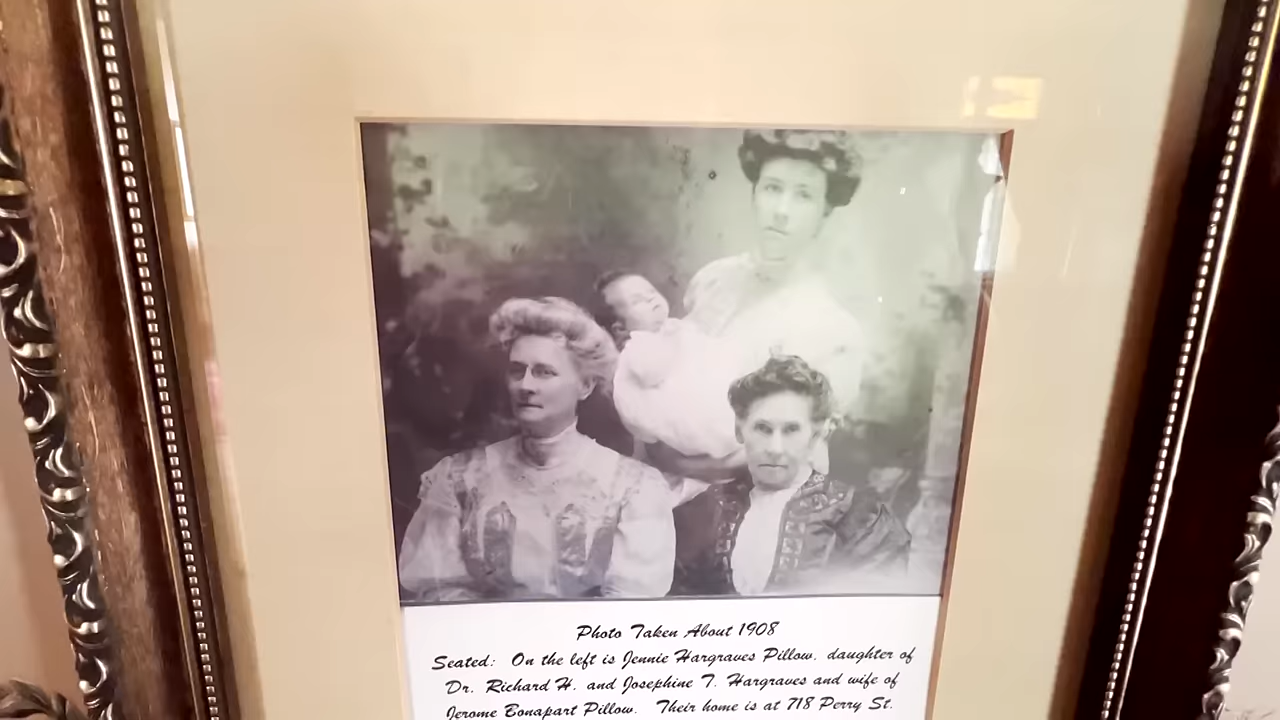 Photo Taken About 1908
Seated: On the left is Jennie Hargraves Pillow, daughter of
Dr. Richard H. and Josephine T. Hargraves and wife of
Jerome Bonapart Pillow. Their home is at 718 Perry St.